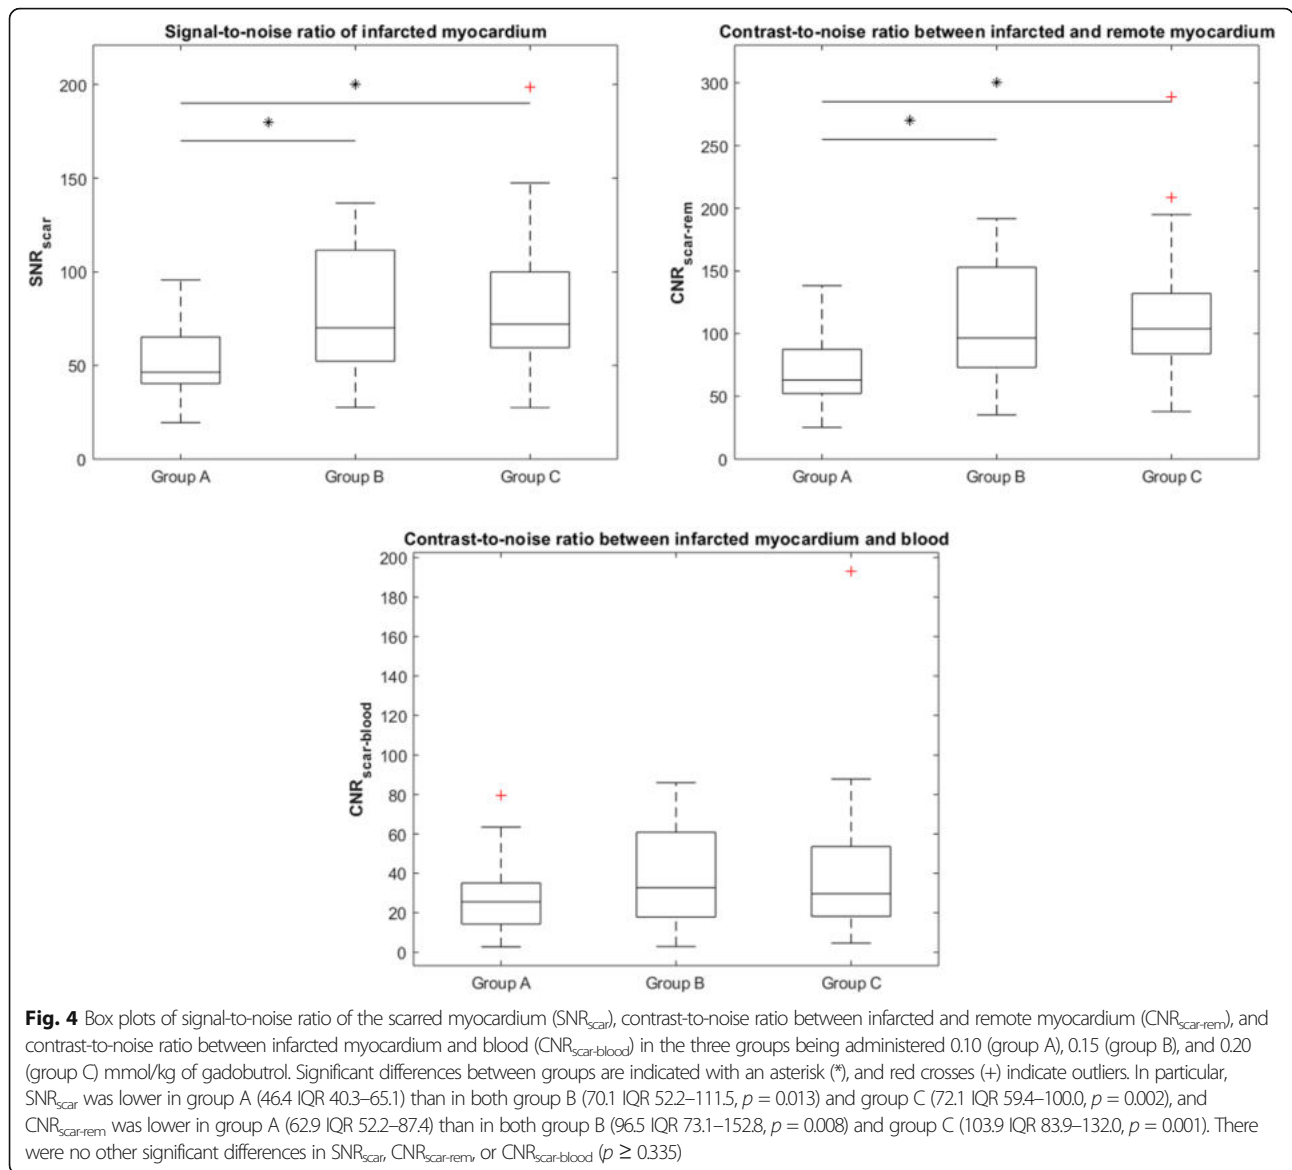 Signal-to-noise ratio of infarcted myocardium
200
150
100
50
0
SNRscar
*
*
+
Group A Group B Group C
Contrast-to-noise ratio between infarcted and remote myocardium
300
250
200
150
100
50
0
CNRscar-rem
*
*
+
+
Group A Group B Group C
Contrast-to-noise ratio between infarcted myocardium and blood
200
180
160
140
120
100
80
60
40
20
0
CNRscar-blood
+
+
Group A Group B Group C
Fig. 4 Box plots of signal-to-noise ratio of the scarred myocardium (SNRscar), contrast-to-noise ratio between infarcted and remote myocardium (CNRscar-rem), and
contrast-to-noise ratio between infarcted myocardium and blood (CNRscar-blood) in the three groups being administered 0.10 (group A), 0.15 (group B), and 0.20
(group C) mmol/kg of gadobutrol. Significant differences between groups are indicated with an asterisk (*), and red crosses (+) indicate outliers. In particular,
SNRscar was lower in group A (46.4 IQR 40.3–65.1) than in both group B (70.1 IQR 52.2–111.5, p = 0.013) and group C (72.1 IQR 59.4–100.0, p = 0.002), and
CNRscar-rem was lower in group A (62.9 IQR 52.2–87.4) than in both group B (96.5 IQR 73.1–152.8, p = 0.008) and group C (103.9 IQR 83.9–132.0, p = 0.001). There
were no other significant differences in SNRscar, CNRscar-rem, or CNRscar-blood (p ≥ 0.335)